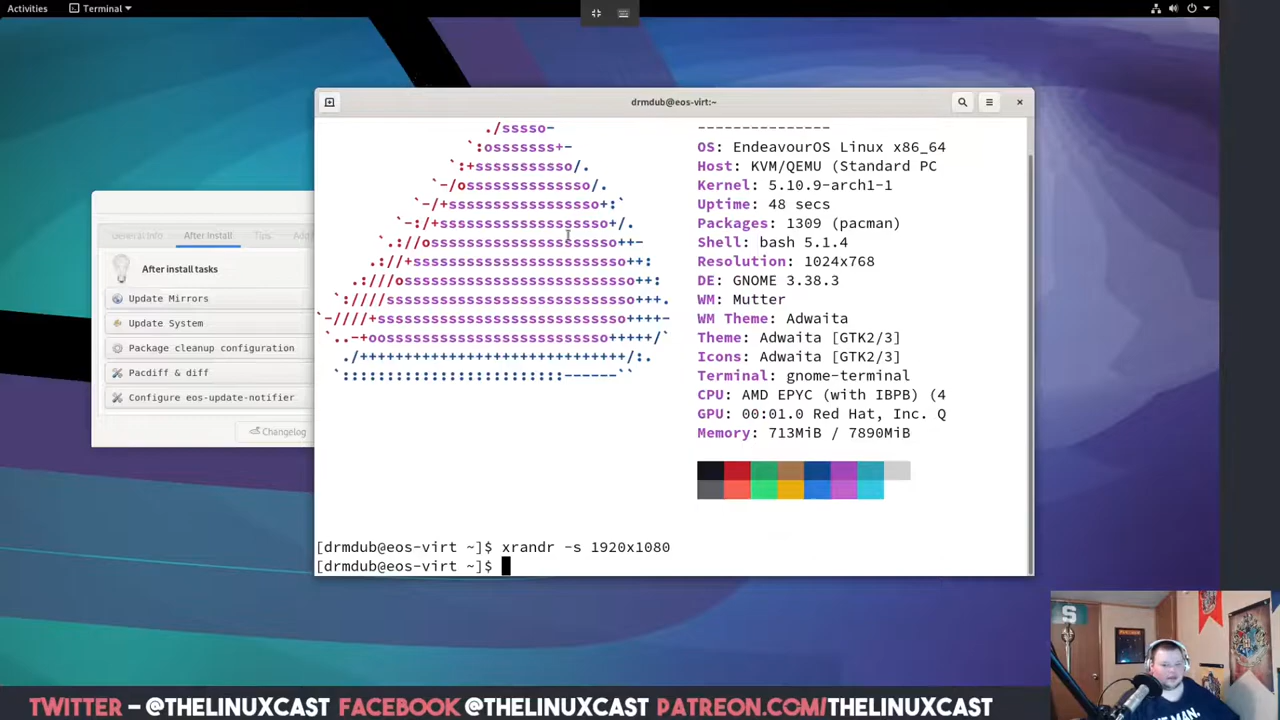 Activities
Terminal
drmdub@eos-virt:~
General Info
After Install
Tips
After install tasks
Update Mirrors
Update System
Package cleanup configuration
Pacdiff & diff
Configure eos-update-notifier
Changelog
./sssso-
`:osssssss+-
`:+sssssssssso/.
`-/ossssssssssssso/.
`-/+sssssssssssssssso+:`
`-:/+sssssssssssssssssso+/.
`.://osssssssssssssssssssso++-
.://+ssssssssssssssssssssssso++:
.:///ossssssssssssssssssssssssso++:
`:////ssssssssssssssssssssssssssso+++.
`-////+ssssssssssssssssssssssssssso++++-
`..-+oosssssssssssssssssssssssso+++++/`
./++++++++++++++++++++++++++++++/:.
`:::::::::::::::::::::::::------``
---------------
OS: EndeavourOS Linux x86_64
Host: KVM/QEMU (Standard PC
Kernel: 5.10.9-arch1-1
Uptime: 48 secs
Packages: 1309 (pacman)
Shell: bash 5.1.4
Resolution: 1024x768
DE: GNOME 3.38.3
WM: Mutter
WM Theme: Adwaita
Theme: Adwaita [GTK2/3]
Icons: Adwaita [GTK2/3]
Terminal: gnome-terminal
CPU: AMD EPYC (with IBPB) (4
GPU: 00:01.0 Red Hat, Inc. Q
Memory: 713MiB / 7890MiB
[drmdub@eos-virt ~]$ xrandr -s 1920x1080
[drmdub@eos-virt ~]$
S
TWITTER – @THELINUXCAST FACEBOOK @THELINUXCAST PATREON.COM/THELINUXCAST